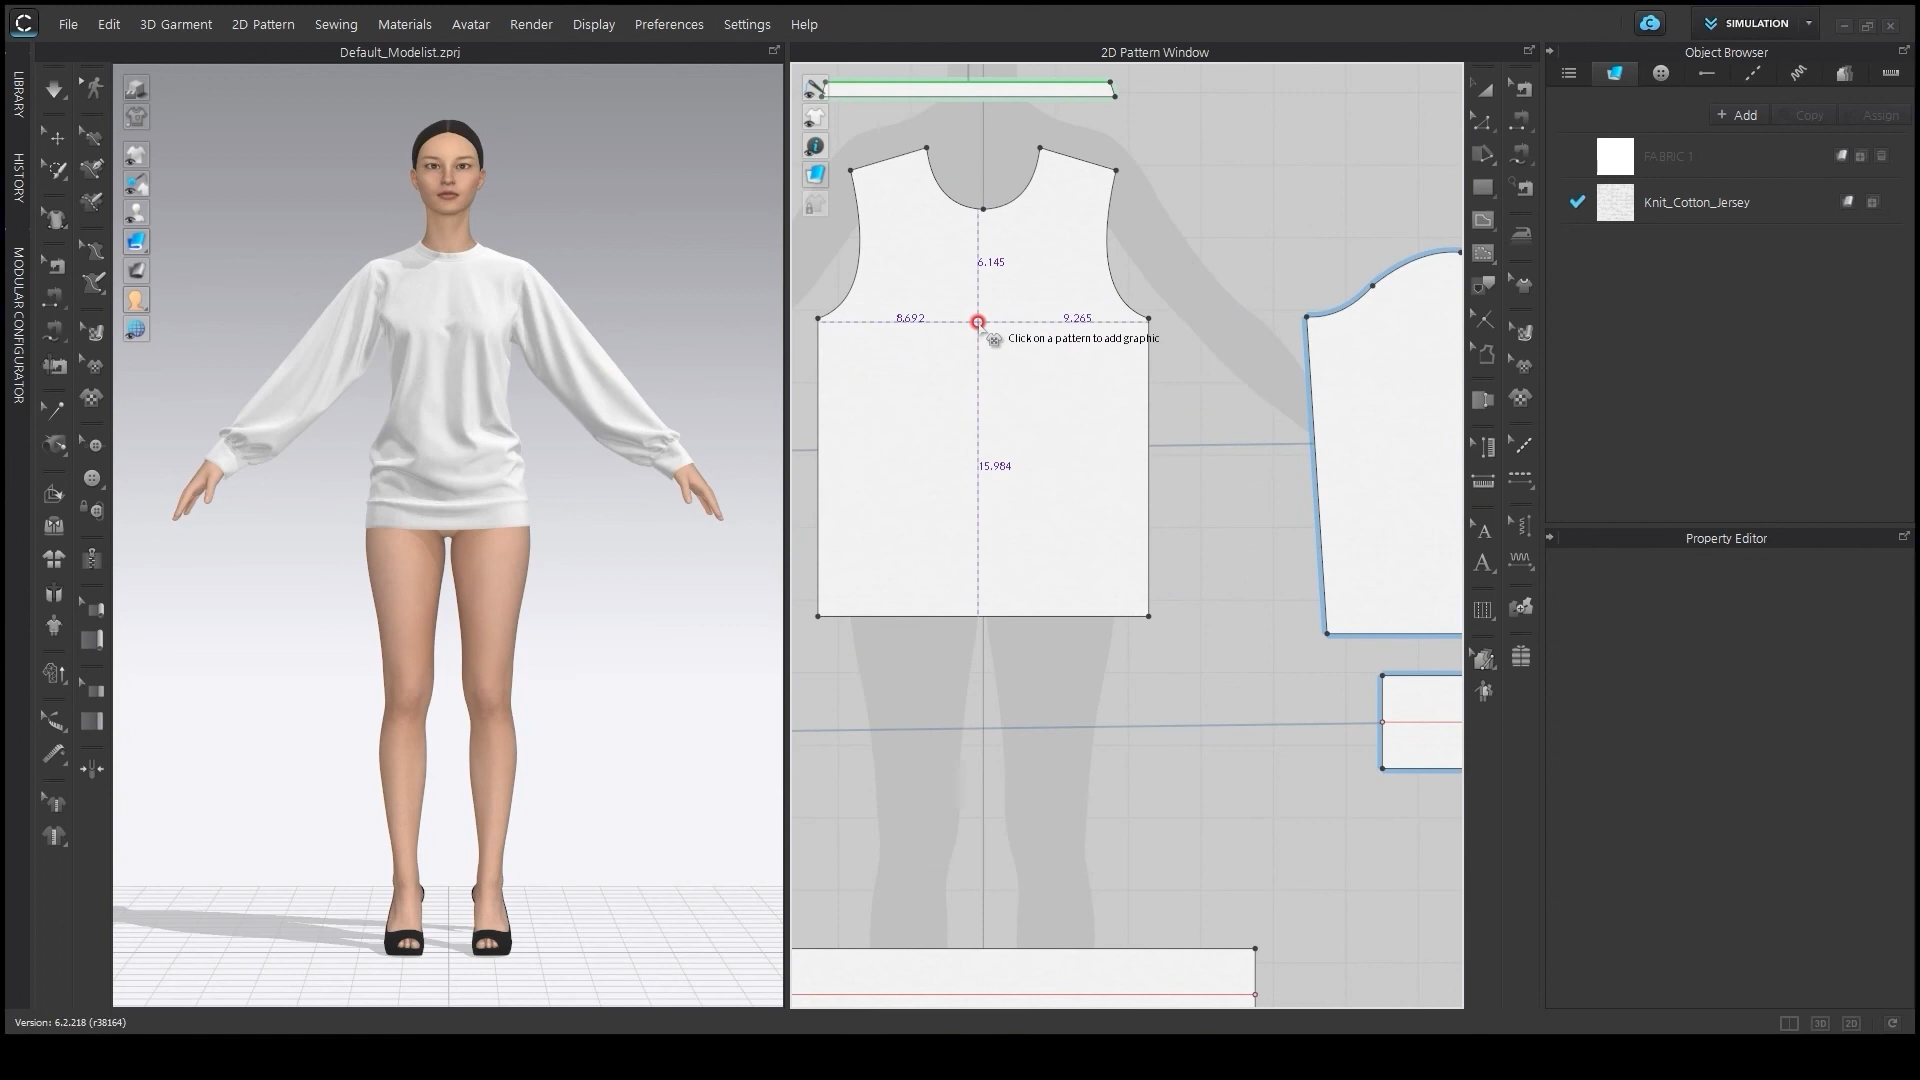 File Edit 3D Garment 2D Pattern Sewing Materials Avatar Render Display Preferences Settings Help
SIMULATION
Default_Modelist.zprj
2D Pattern Window
Object Browser
LIBRARY
HISTORY
MODULAR CONFIGURATOR
+ Add Copy Assign
FABRIC 1
Knit_Cotton_Jersey
6.145
8.692
9.265
Click on a pattern to add graphic
15.984
A
A
Property Editor
Version: 6.2.218 (r38164)
3D 2D